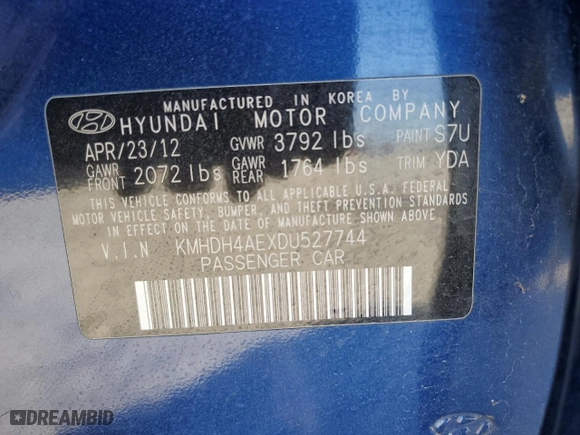 MANUFACTURED IN KOREA BY
HYUNDAI MOTOR COMPANY
APR/23/12 GVWR 3792 lbs PAINT S7U
GAWR FRONT 2072 lbs GAWR REAR 1764 lbs TRIM YDA
THIS VEHICLE CONFORMS TO ALL APPLICABLE U.S.A. FEDERAL
MOTOR VEHICLE SAFETY, BUMPER, AND THEFT PREVENTION STANDARDS
IN EFFECT ON THE DATE OF MANUFACTURE SHOWN ABOVE.
V.I.N KMHDH4AEXDU527744
PASSENGER CAR
DREAMBID